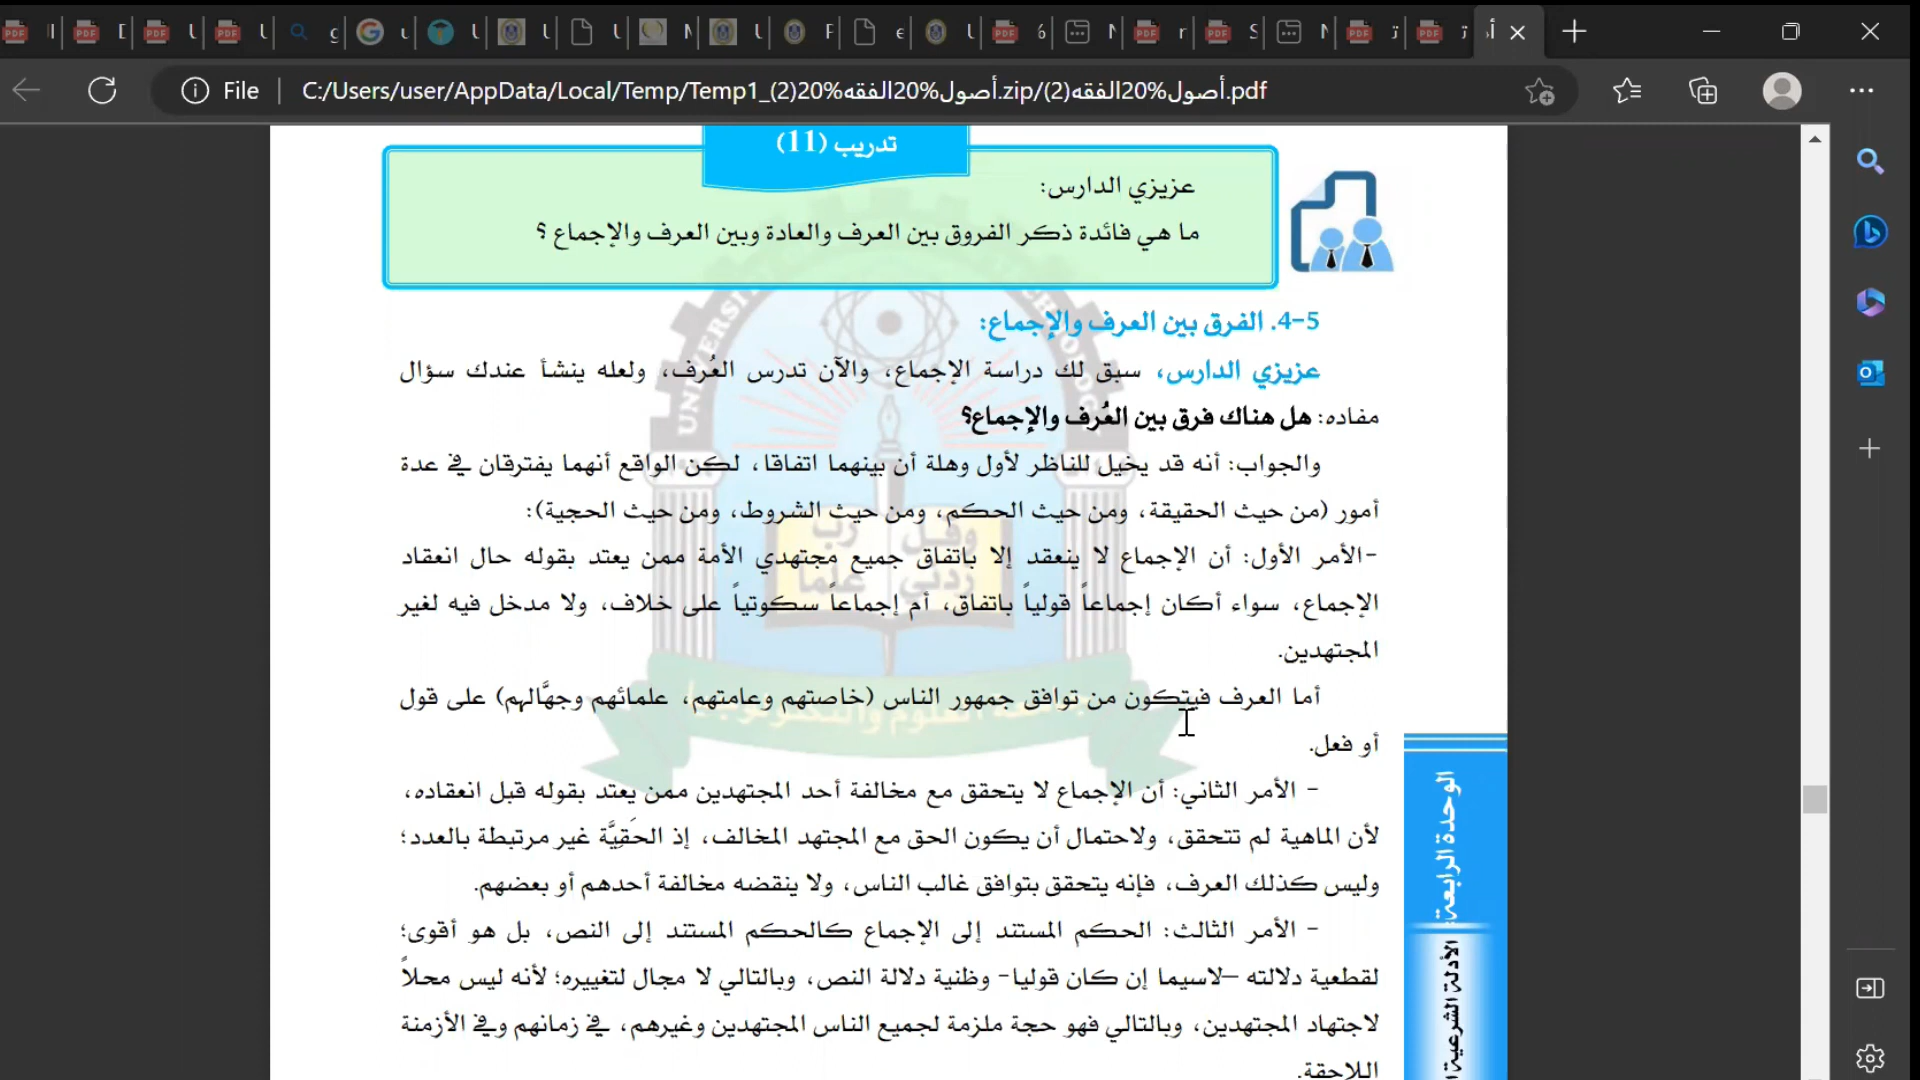 File
C:/Users/user/AppData/Local/Temp/Temp1_(2)أصول%20الفقه%20.zip/(2)أصول%20الفقه.pdf
تدريب (11)
عزيزي الدارس:
ما هي فائدة ذكر الفروق بين العرف والعادة وبين العرف والإجماع ؟
4-5. الفرق بين العرف والإجماع:
عزيزي الدارس، سبق لك دراسة الإجماع، والآن تدرس العُرف، ولعله ينشأ عندك سؤال
مفاده: هل هناك فرق بين العُرف والإجماع؟
والجواب: أنه قد يخيل للناظر لأول وهلة أن بينهما اتفاقا، لكن الواقع أنهما يفترقان في عدة
أمور (من حيث الحقيقة، ومن حيث الحكم، ومن حيث الشروط، ومن حيث الحجية):
-الأمر الأول: أن الإجماع لا ينعقد إلا باتفاق جميع مجتهدي الأمة ممن يعتد بقوله حال انعقاد
الإجماع، سواء أكان إجماعاً قولياً باتفاق، أم إجماعاً سكوتياً على خلاف، ولا مدخل فيه لغير
المجتهدين.
أما العرف فيتكون من توافق جمهور الناس (خاصتهم وعامتهم، علمائهم وجهَّالهم) على قول
أو فعل.
- الأمر الثاني: أن الإجماع لا يتحقق مع مخالفة أحد المجتهدين ممن يعتد بقوله قبل انعقاده،
لأن الماهية لم تتحقق، ولاحتمال أن يكون الحق مع المجتهد المخالف، إذ الحَقِيَّة غير مرتبطة بالعدد؛
وليس كذلك العرف، فإنه يتحقق بتوافق غالب الناس، ولا ينقضه مخالفة أحدهم أو بعضهم.
- الأمر الثالث: الحكم المستند إلى الإجماع كالحكم المستند إلى النص، بل هو أقوى؛
لقطعية دلالته –لاسيما إن كان قوليا- وظنية دلالة النص، وبالتالي لا مجال لتغييره؛ لأنه ليس محلاً
لاجتهاد المجتهدين، وبالتالي فهو حجة ملزمة لجميع الناس المجتهدين وغيرهم، في زمانهم وفي الأزمنة
اللاحقة.
الوحدة الرابعة:
الأدلة الشرعية
وقل رب
زدني علما